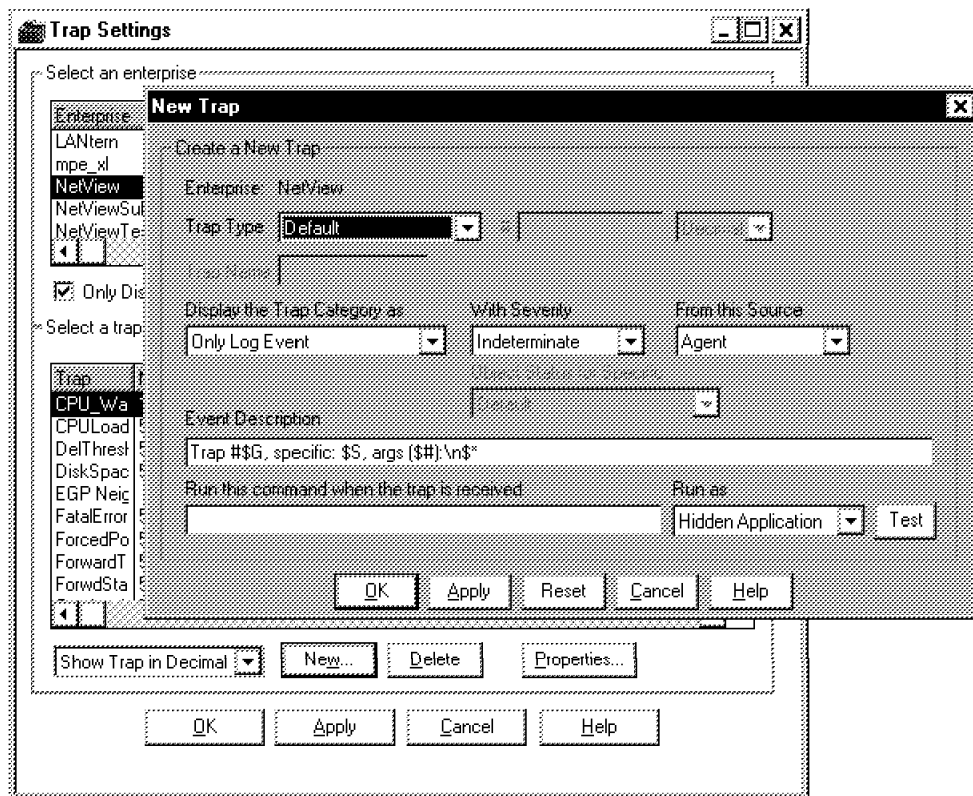 Trap Settings
Select an enterprise
Enterprise
LANtern
mpe_xl
NetView
NetViewSul
NetViewTe
Only Dis
Select a trap
Trap
CPU_Wa
CPULoad
DelThresh
DiskSpac
EGP Neig
FatalError
ForcedPo
ForwardT
ForwdSta
Show Trap in Decimal
New...
Delete
Properties...
OK
Apply
Cancel
Help
New Trap
Create a New Trap
Enterprise: NetView
Trap Type Default # Decimal
Trap Name
Display the Trap Category as
With Severity
From this Source
Only Log Event
Indeterminate
Agent
Default
Event Description
Trap #$G, specific: $S, args ($#):\n$*
Run this command when the trap is received
Run as
Hidden Application
Test
OK
Apply
Reset
Cancel
Help